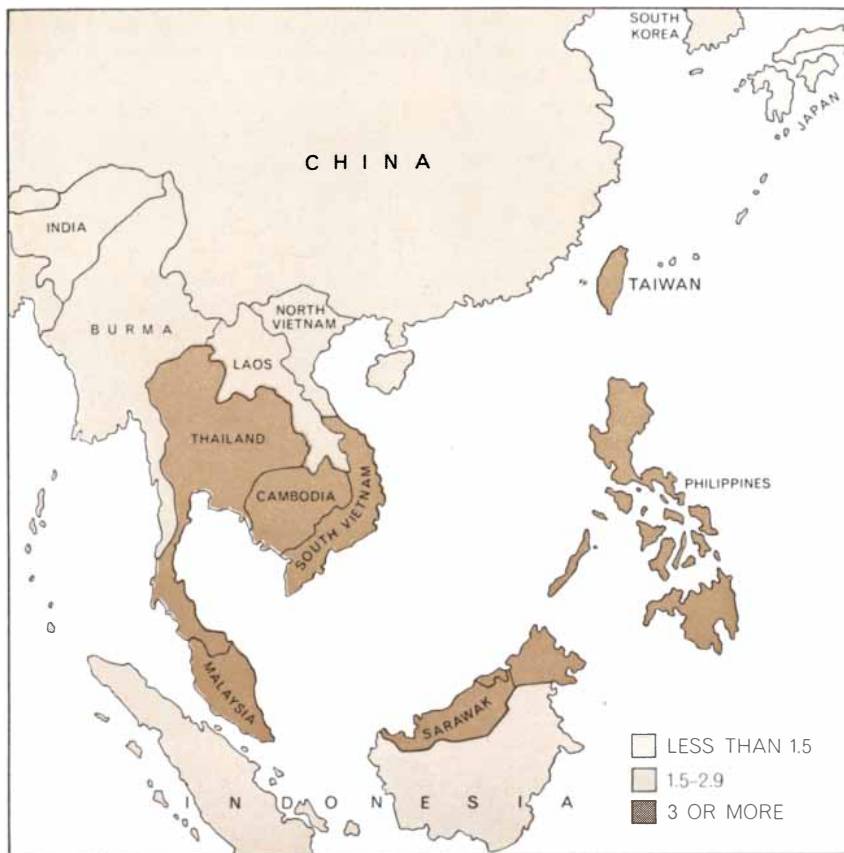 SOUTH
KOREA
JAPAN
CHINA
INDIA
TAIWAN
NORTH
VIETNAM
BURMA
LAOS
THAILAND
PHILIPPINES
CAMBODIA
SOUTH VIETNAM
MALAYSIA
SARAWAK
LESS THAN 1.5
1.5–2.9
INDONESIA
3 OR MORE